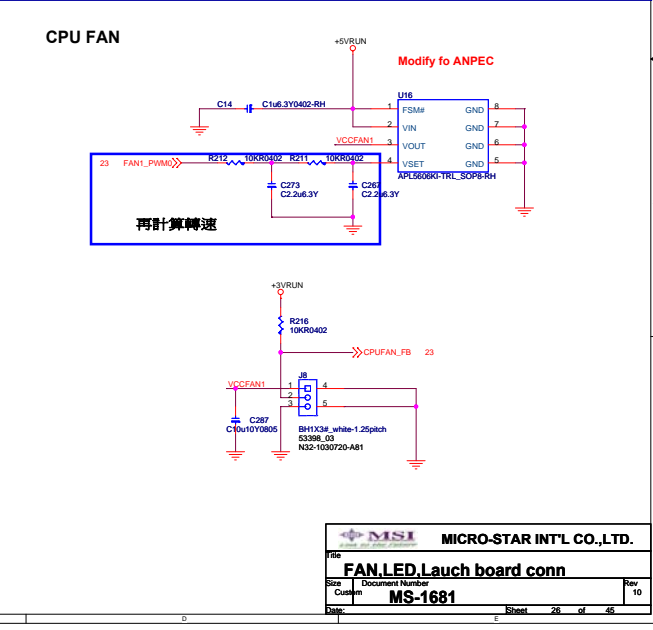 CPU FAN
+5VRUN
Modify fo ANPEC
U16
C14 C1u6.3Y0402-RH
1 FSM# GND 8
2 VIN GND 7
VCCFAN1 3 VOUT GND 6
4 VSET GND 5
APL5606KI-TRL_SOP8-RH
23 FAN1_PWM0 R212 10KR0402 R211 10KR0402
C273 C267
C2.2u6.3Y C2.2u6.3Y
再計算轉速
+3VRUN
R216
10KR0402
CPUFAN_FB 23
J8
VCCFAN1 1 4
2
3 5
C287
C10u10Y0805
BH1X3#_white-1.25pitch
53398_03
N32-1030720-A81
MSI MICRO-STAR INT'L CO.,LTD.
Title
FAN,LED,Lauch board conn
Size Document Number Rev
Custom MS-1681 10
Date: Sheet 26 of 45
D E